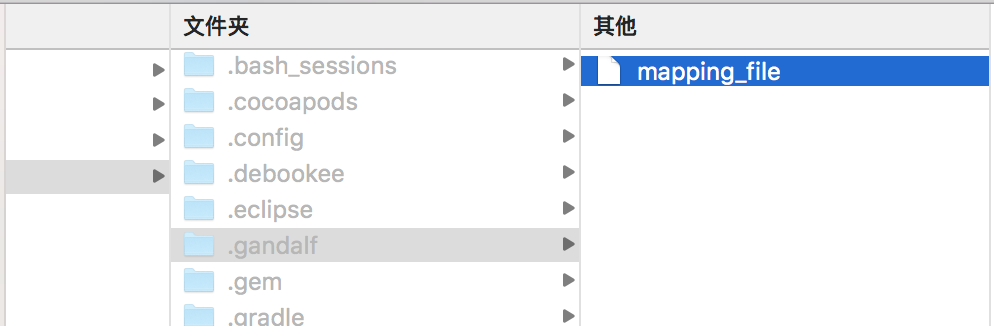 文件夹
其他
.bash_sessions
mapping_file
.cocoapods
.config
.debookee
.eclipse
.gandalf
.gem
.gradle